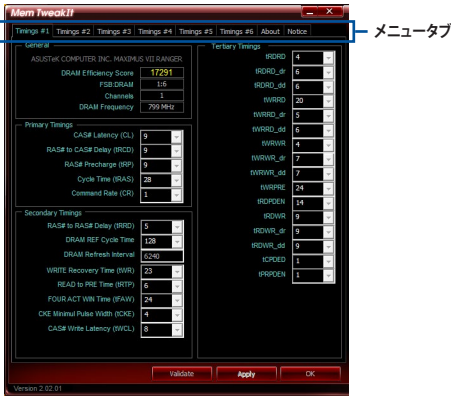 Mem TweakIt
Timings #1 Timings #2 Timings #3 Timings #4 Timings #5 Timings #6 About Notice
メニュータブ
General
ASUSTeK COMPUTER INC. MAXIMUS VII RANGER
DRAM Efficiency Score 17291
FSB:DRAM 1:6
Channels 1
DRAM Frequency 799 MHz
Primary Timings
CAS# Latency (CL) 9
RAS# to CAS# Delay (tRCD) 9
RAS# Precharge (tRP) 9
Cycle Time (tRAS) 28
Command Rate (CR) 1
Secondary Timings
RAS# to RAS# Delay (tRRD) 5
DRAM REF Cycle Time 128
DRAM Refresh Interval 6240
WRITE Recovery Time (tWR) 23
READ to PRE Time (tRTP) 6
FOUR ACT WIN Time (tFAW) 24
CKE Minimul Pulse Width (tCKE) 4
CAS# Write Latency (tWCL) 8
Tertiary Timings
tRDRD 4
tRDRD_dr 6
tRDRD_dd 6
tWRRD 20
tWRRD_dr 5
tWRRD_dd 6
tWRWR 4
tWRWR_dr 7
tWRWR_dd 7
tWRPRE 24
tRDPDEN 14
tRDWR 9
tRDWR_dr 9
tRDWR_dd 9
tCPDED 1
tPRPDEN 1
Validate Apply OK
Version 2.02.01